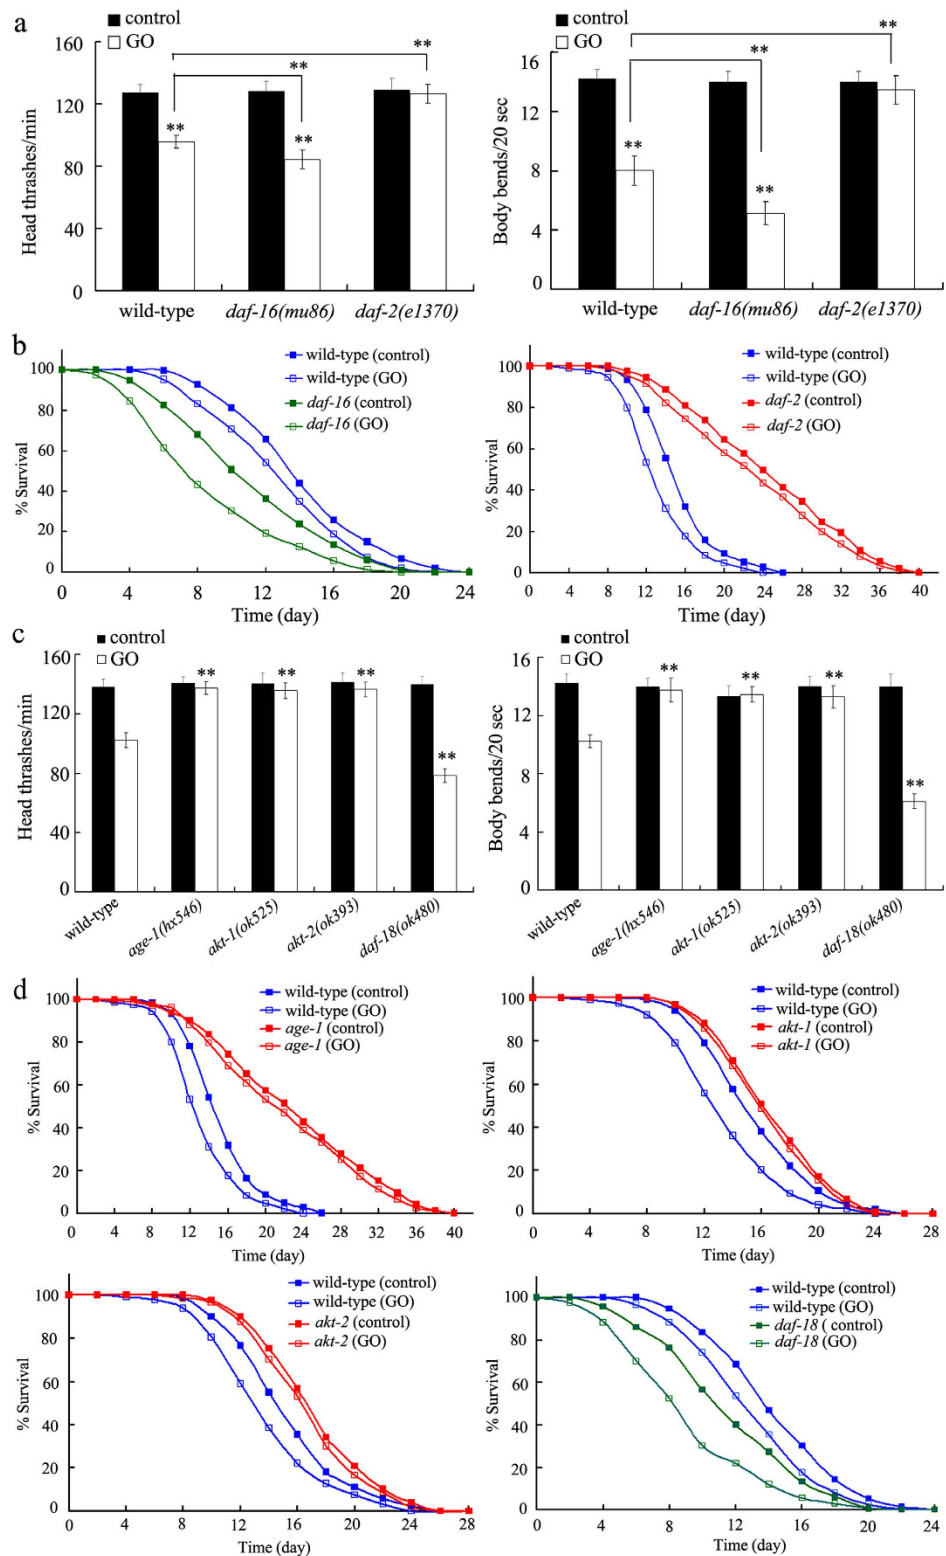 a
control
GO
Head thrashes/min
160
120
80
40
0
**
**
**
**
wild-type
daf-16(mu86)
daf-2(e1370)
control
GO
Body bends/20 sec
16
12
8
4
0
**
**
**
**
wild-type
daf-16(mu86)
daf-2(e1370)
b
% Survival
100
80
60
40
20
0
wild-type (control)
wild-type (GO)
daf-16 (control)
daf-16 (GO)
0 4 8 12 16 20 24
Time (day)
% Survival
100
80
60
40
20
0
wild-type (control)
wild-type (GO)
daf-2 (control)
daf-2 (GO)
0 4 8 12 16 20 24 28 32 36 40
Time (day)
c
control
GO
Head thrashes/min
160
120
80
40
0
**
**
**
**
wild-type
age-1(hx546)
akt-1(ok525)
akt-2(ok393)
daf-18(ok480)
control
GO
Body bends/20 sec
16
12
8
4
0
**
**
**
**
wild-type
age-1(hx546)
akt-1(ok525)
akt-2(ok393)
daf-18(ok480)
d
% Survival
100
80
60
40
20
0
wild-type (control)
wild-type (GO)
age-1 (control)
age-1 (GO)
0 4 8 12 16 20 24 28 32 36 40
Time (day)
% Survival
100
80
60
40
20
0
wild-type (control)
wild-type (GO)
akt-1 (control)
akt-1 (GO)
0 4 8 12 16 20 24 28
Time (day)
% Survival
100
80
60
40
20
0
wild-type (control)
wild-type (GO)
akt-2 (control)
akt-2 (GO)
0 4 8 12 16 20 24 28
Time (day)
% Survival
100
80
60
40
20
0
wild-type (control)
wild-type (GO)
daf-18 ( control)
daf-18 (GO)
0 4 8 12 16 20 24
Time (day)